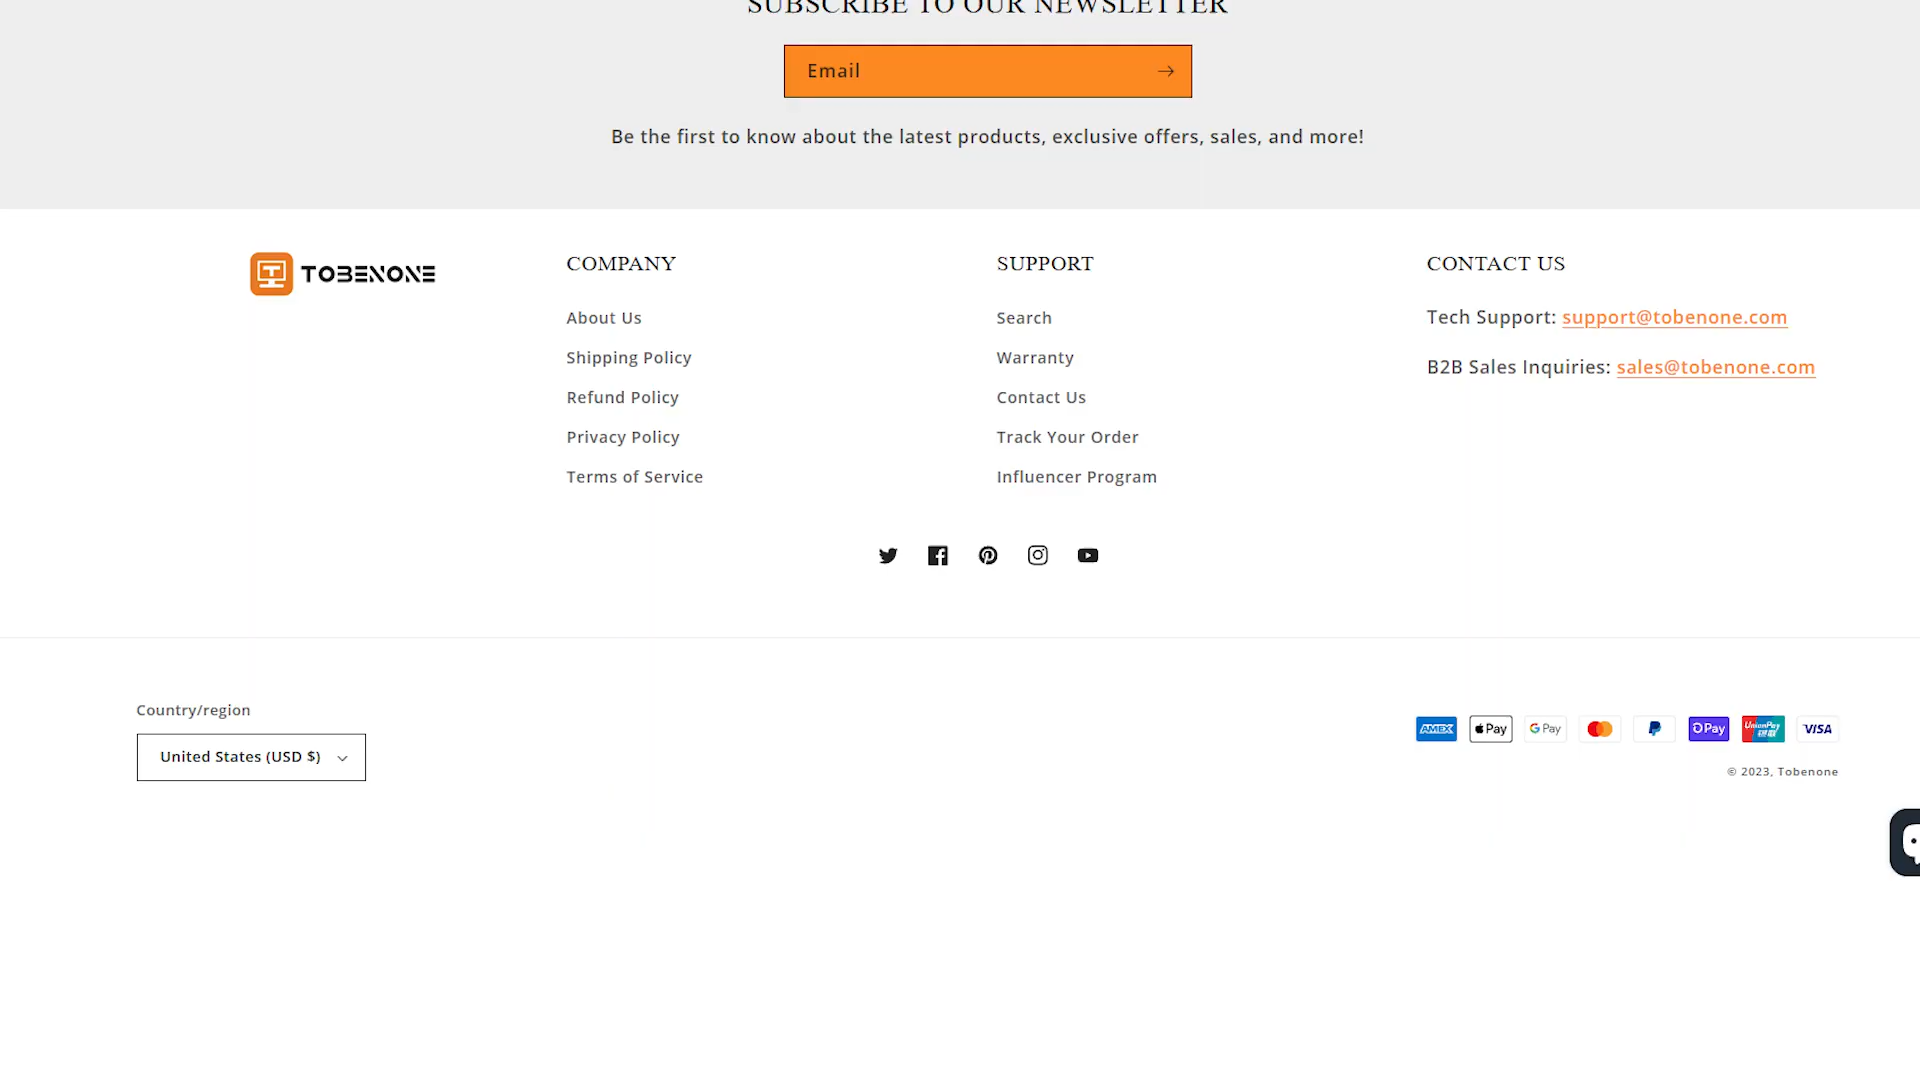 SUBSCRIBE TO OUR NEWSLETTER
Email
Be the first to know about the latest products, exclusive offers, sales, and more!
TOBENONE
COMPANY
About Us
Shipping Policy
Refund Policy
Privacy Policy
Terms of Service
SUPPORT
Search
Warranty
Contact Us
Track Your Order
Influencer Program
CONTACT US
Tech Support: support@tobenone.com
B2B Sales Inquiries: sales@tobenone.com
Country/region
United States (USD $)
AMEX Pay G Pay Pay UnionPay VISA
© 2023, Tobenone